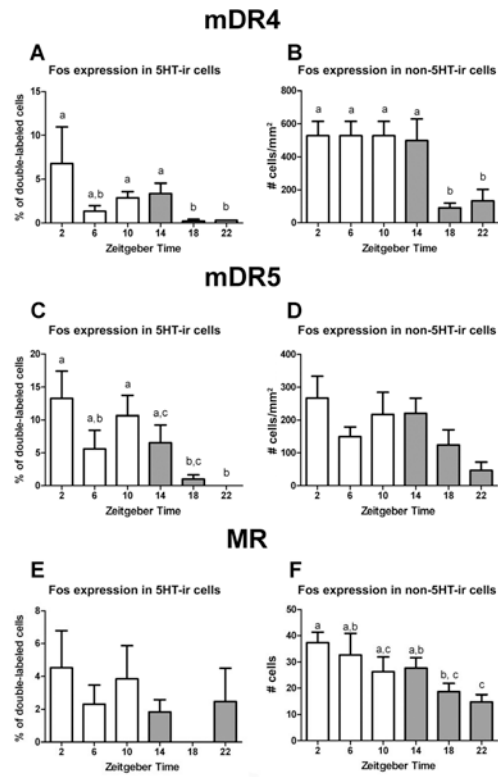 mDR4
A
Fos expression in 5HT-ir cells
% of double-labeled cells
15
10
5
0
a
a,b
a
a
b
b
2 6 10 14 18 22
Zeitgeber Time
B
Fos expression in non-5HT-ir cells
# cells/mm²
800
600
400
200
0
a
a
a
a
b
b
2 6 10 14 18 22
Zeitgeber Time
mDR5
C
Fos expression in 5HT-ir cells
% of double-labeled cells
20
15
10
5
0
a
a,b
a
a,c
b,c
b
2 6 10 14 18 22
Zeitgeber Time
D
Fos expression in non-5HT-ir cells
# cells/mm²
400
300
200
100
0
2 6 10 14 18 22
Zeitgeber Time
MR
E
Fos expression in 5HT-ir cells
% of double-labeled cells
8
6
4
2
0
2 6 10 14 18 22
Zeitgeber Time
F
Fos expression in non-5HT-ir cells
# cells
50
40
30
20
10
0
a
a,b
a,c
a,b
b, c
c
2 6 10 14 18 22
Zeitgeber Time